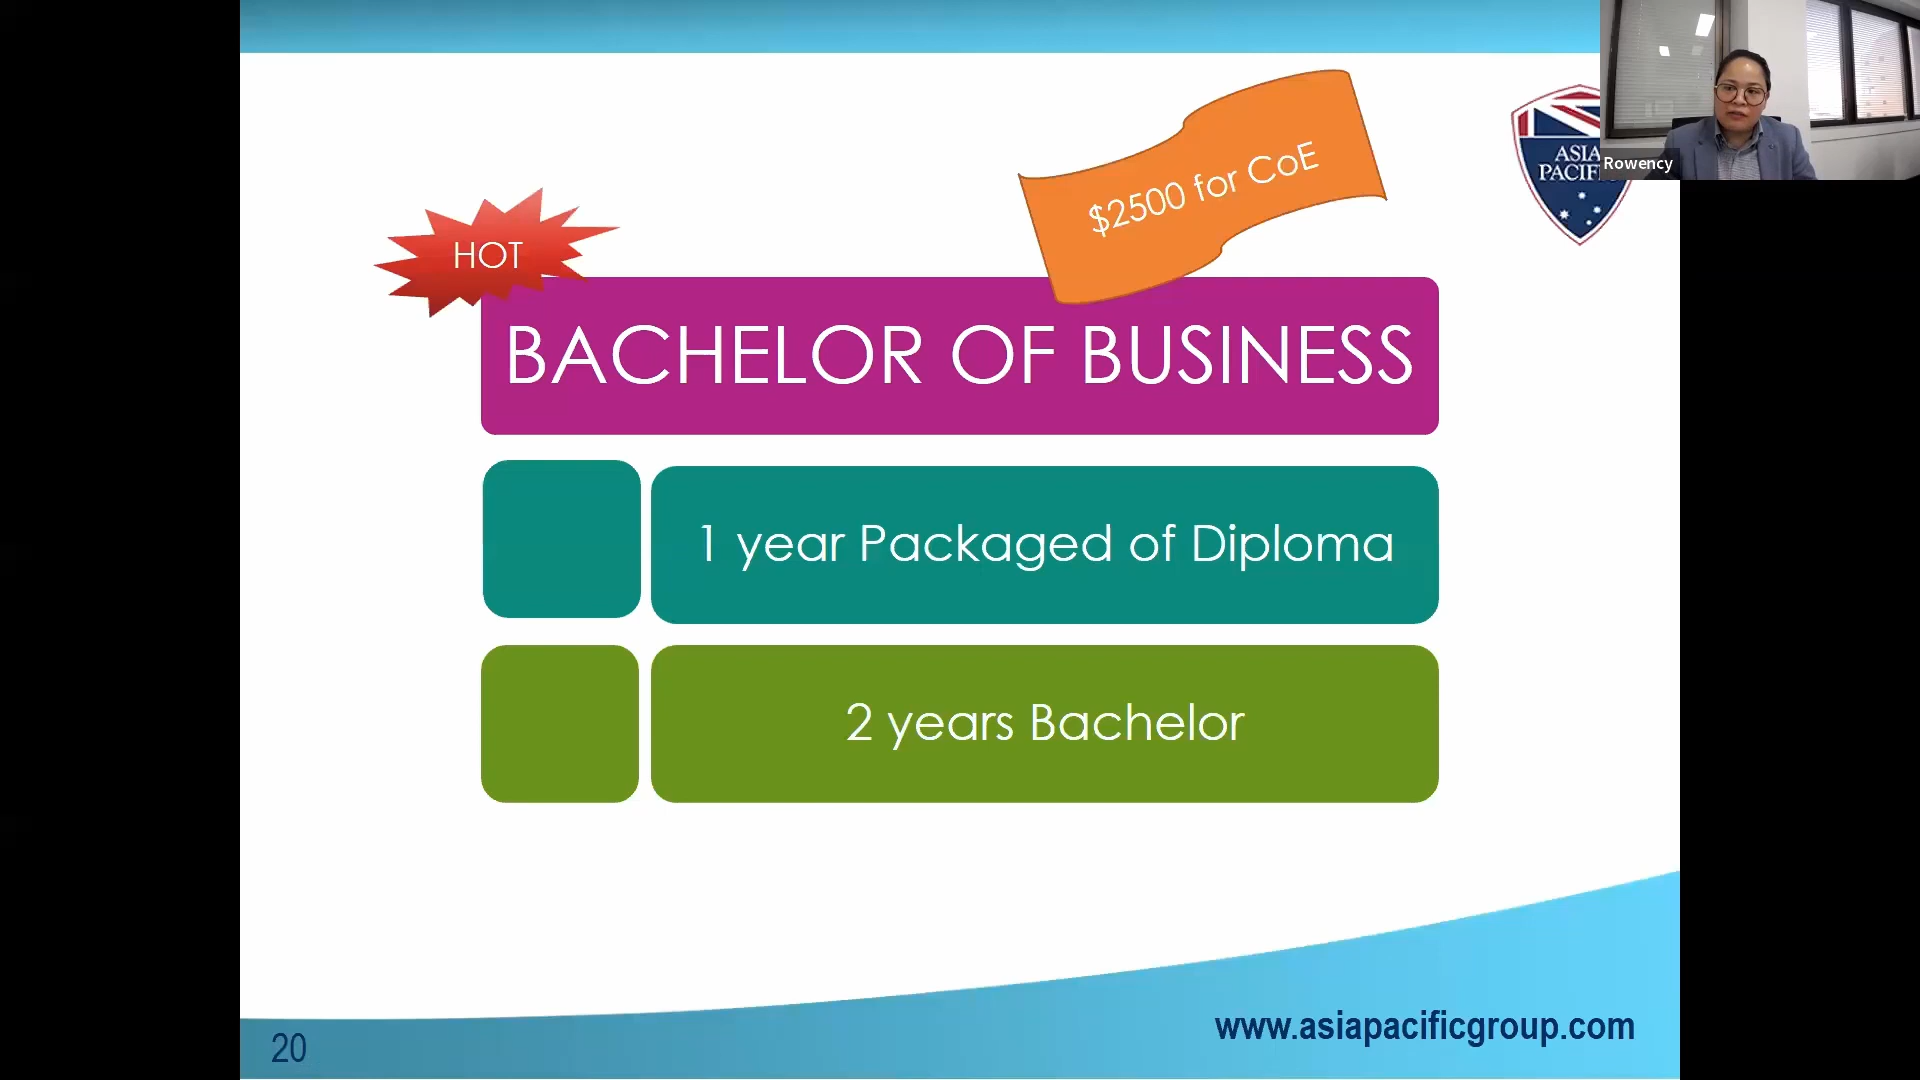 $2500 for CoE
ASIA
PACIFI
Rowency
HOT
BACHELOR OF BUSINESS
1 year Packaged of Diploma
2 years Bachelor
20
www.asiapacificgroup.com